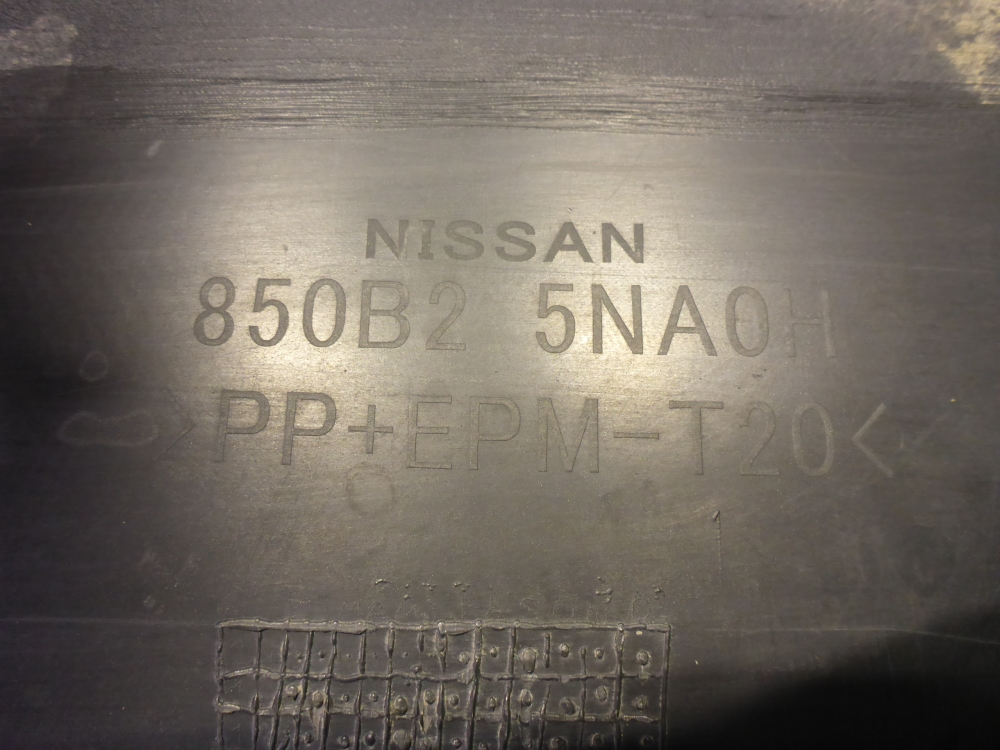 NISSAN
850B2 5NA0H
>PP+EPM-T20<